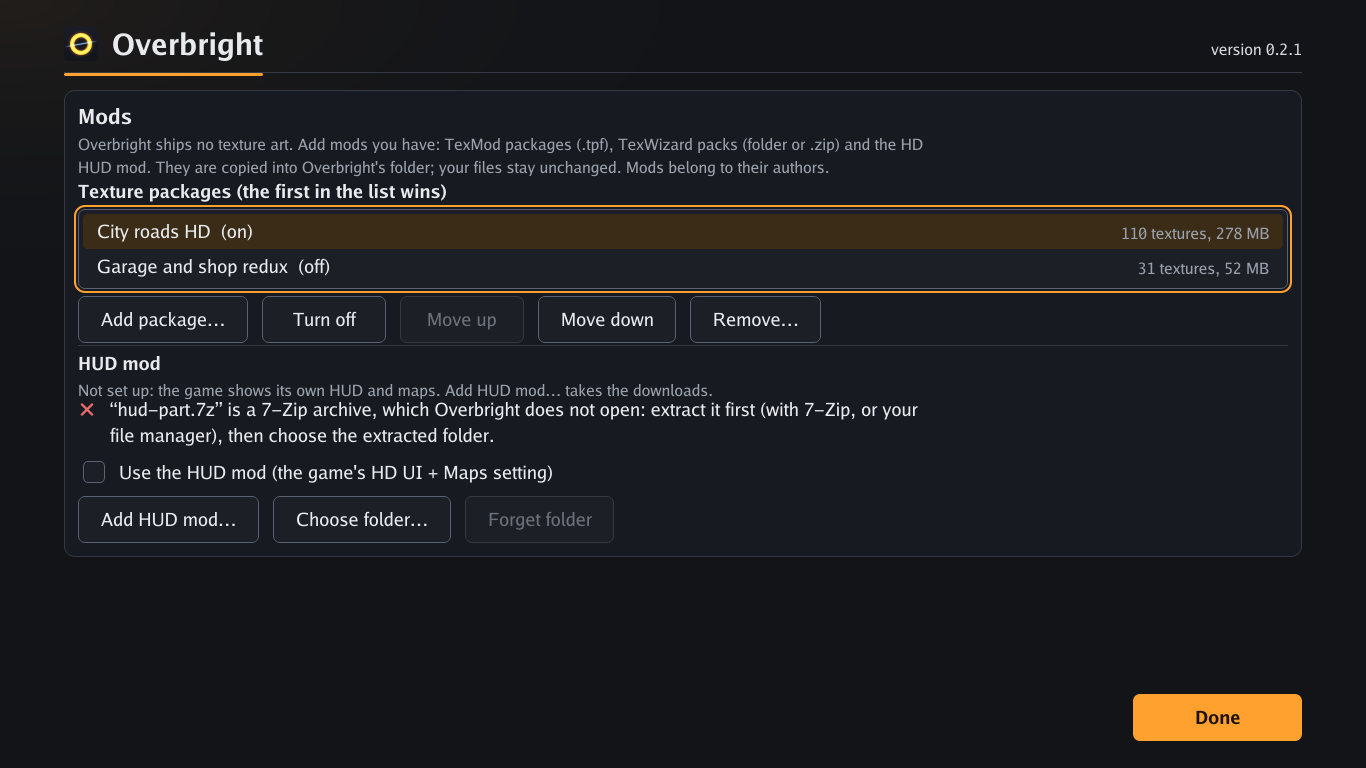 Overbright
version 0.2.1
Mods
Overbright ships no texture art. Add mods you have: TexMod packages (.tpf), TexWizard packs (folder or .zip) and the HD
HUD mod. They are copied into Overbright's folder; your files stay unchanged. Mods belong to their authors.
Texture packages (the first in the list wins)
City roads HD (on)
110 textures, 278 MB
Garage and shop redux (off)
31 textures, 52 MB
Add package…
Turn off
Move up
Move down
Remove…
HUD mod
Not set up: the game shows its own HUD and maps. Add HUD mod… takes the downloads.
✕ “hud-part.7z” is a 7-Zip archive, which Overbright does not open: extract it first (with 7-Zip, or your
file manager), then choose the extracted folder.
Use the HUD mod (the game's HD UI + Maps setting)
Add HUD mod…
Choose folder…
Forget folder
Done